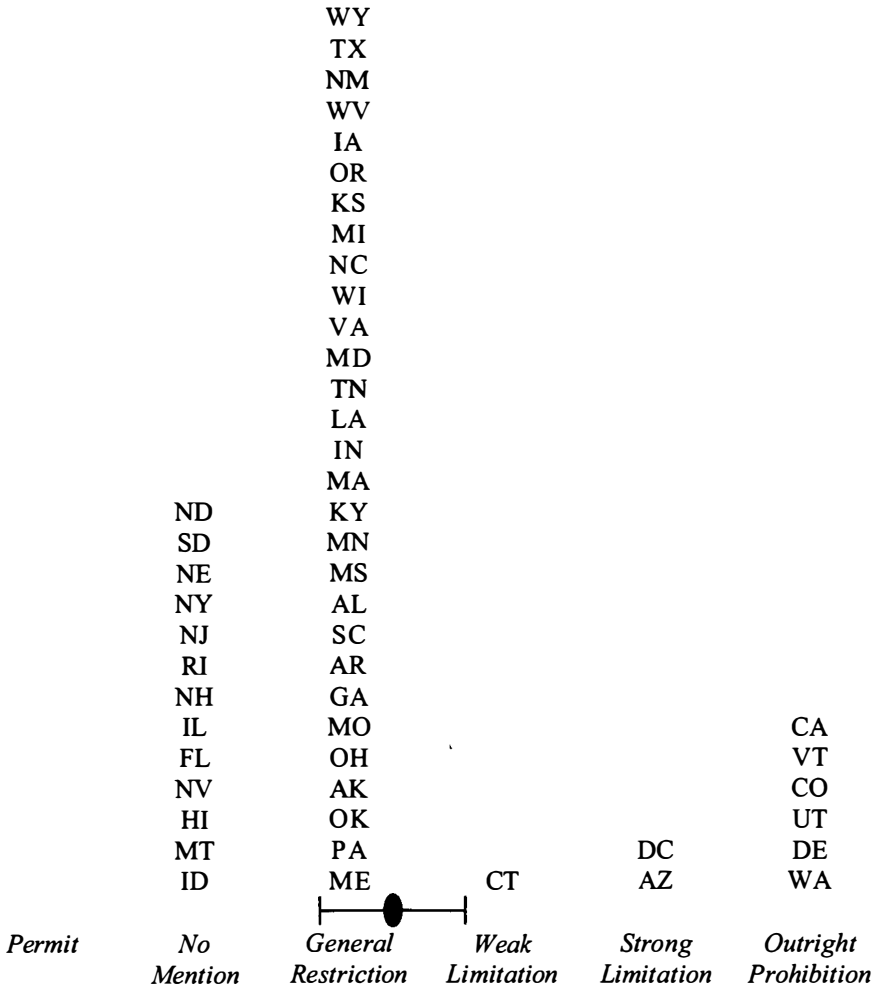 WY
TX
NM
WV
IA
OR
KS
MI
NC
WI
VA
MD
TN
LA
IN
MA
ND KY
SD MN
NE MS
NY AL
NJ SC
RI AR
NH GA
IL MO CA
FL OH VT
NV AK CO
HI OK UT
MT PA DC DE
ID ME CT AZ WA
Permit No General Weak Strong Outright
Mention Restriction Limitation Limitation Prohibition